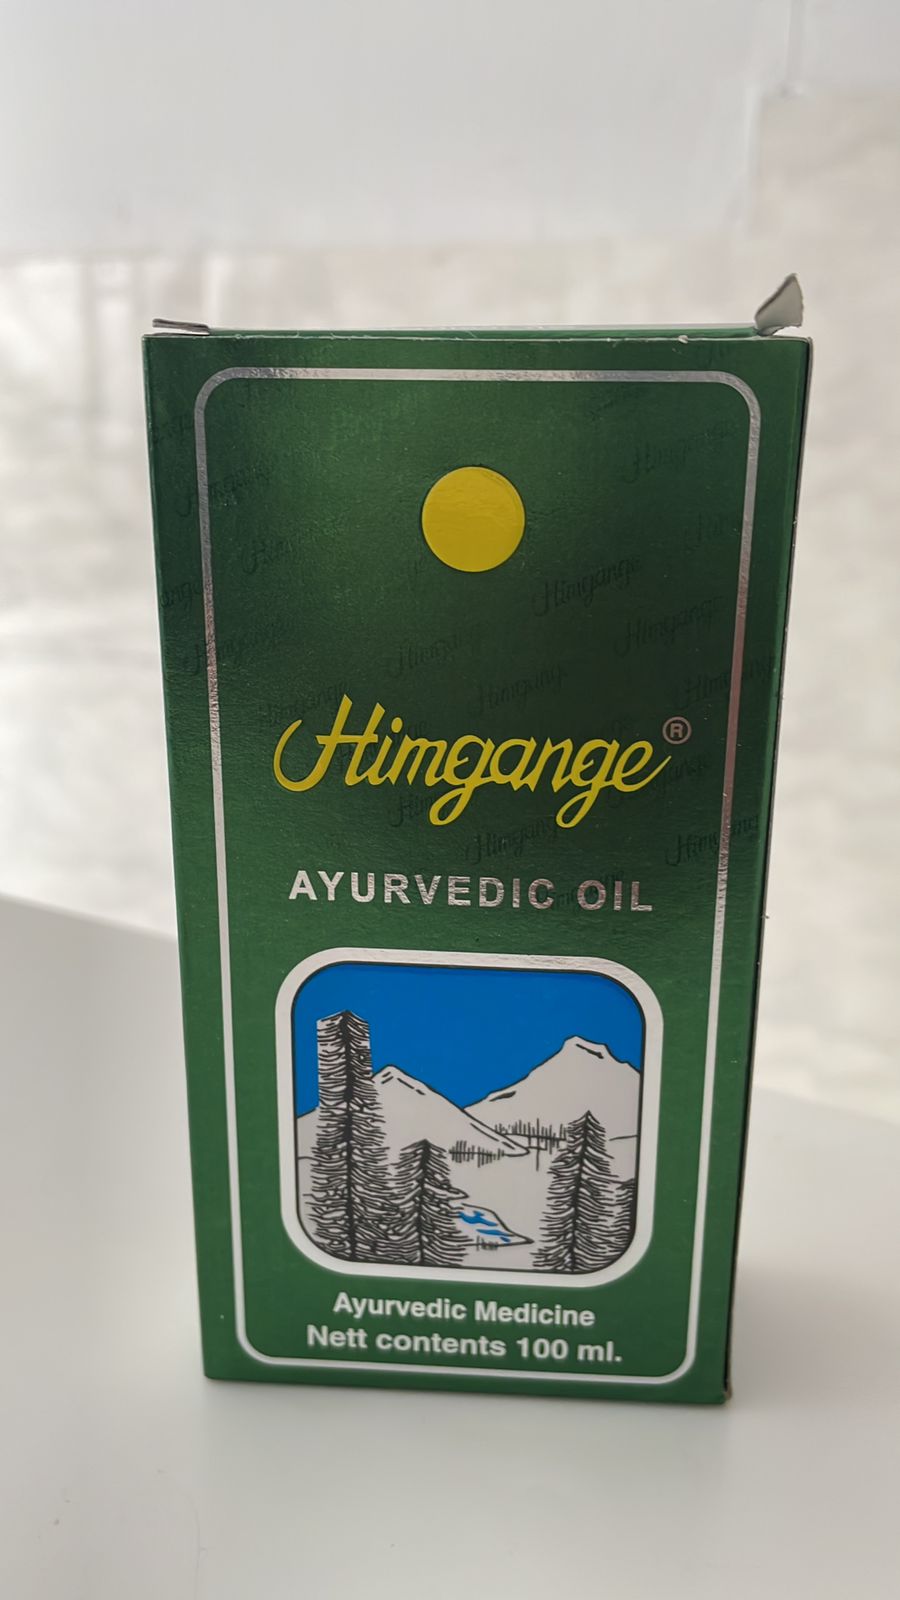 Himgange®
AYURVEDIC OIL
Ayurvedic Medicine
Nett contents 100 ml.